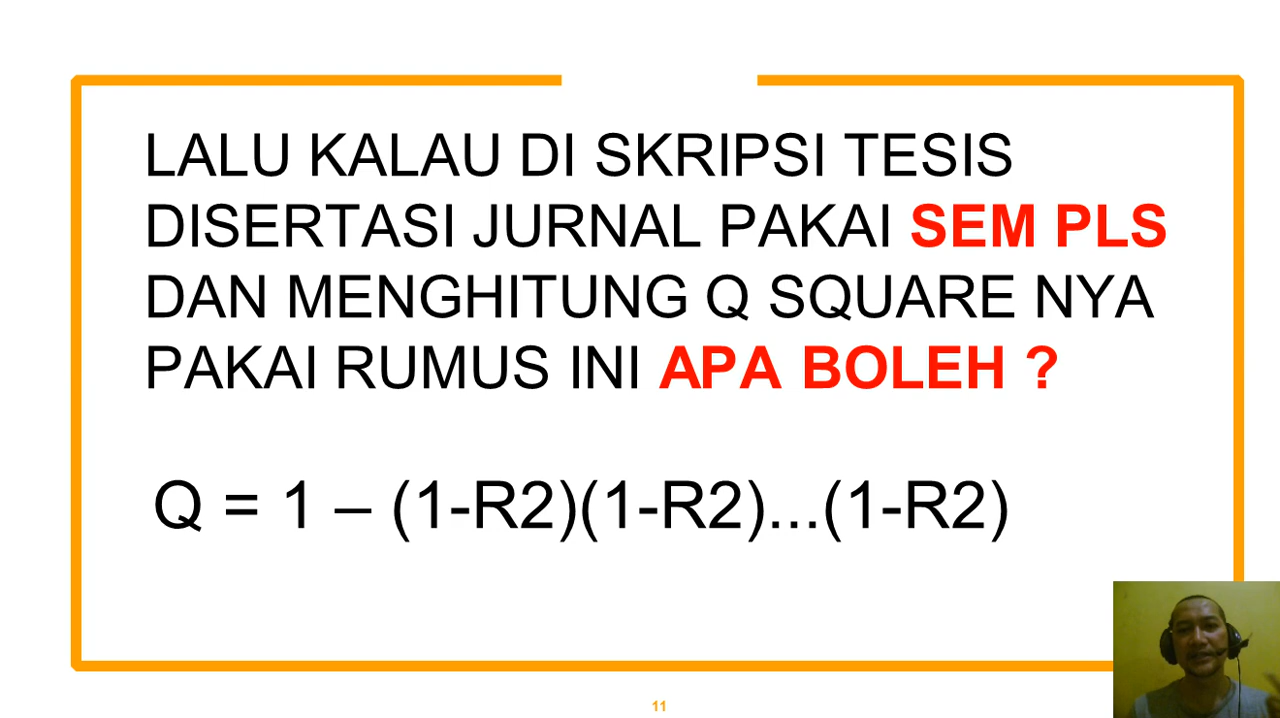 LALU KALAU DI SKRIPSI TESIS
DISERTASI JURNAL PAKAI SEM PLS
DAN MENGHITUNG Q SQUARE NYA
PAKAI RUMUS INI APA BOLEH ?
Q = 1 – (1-R2)(1-R2)...(1-R2)
11